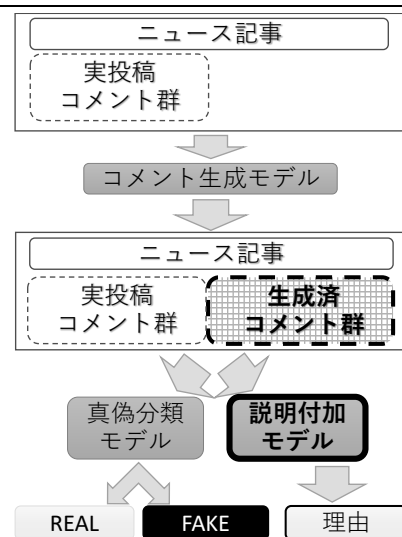 ニュース記事
実投稿
コメント群
コメント生成モデル
ニュース記事
実投稿
コメント群
生成済
コメント群
真偽分類
モデル
説明付加
モデル
REAL
FAKE
理由